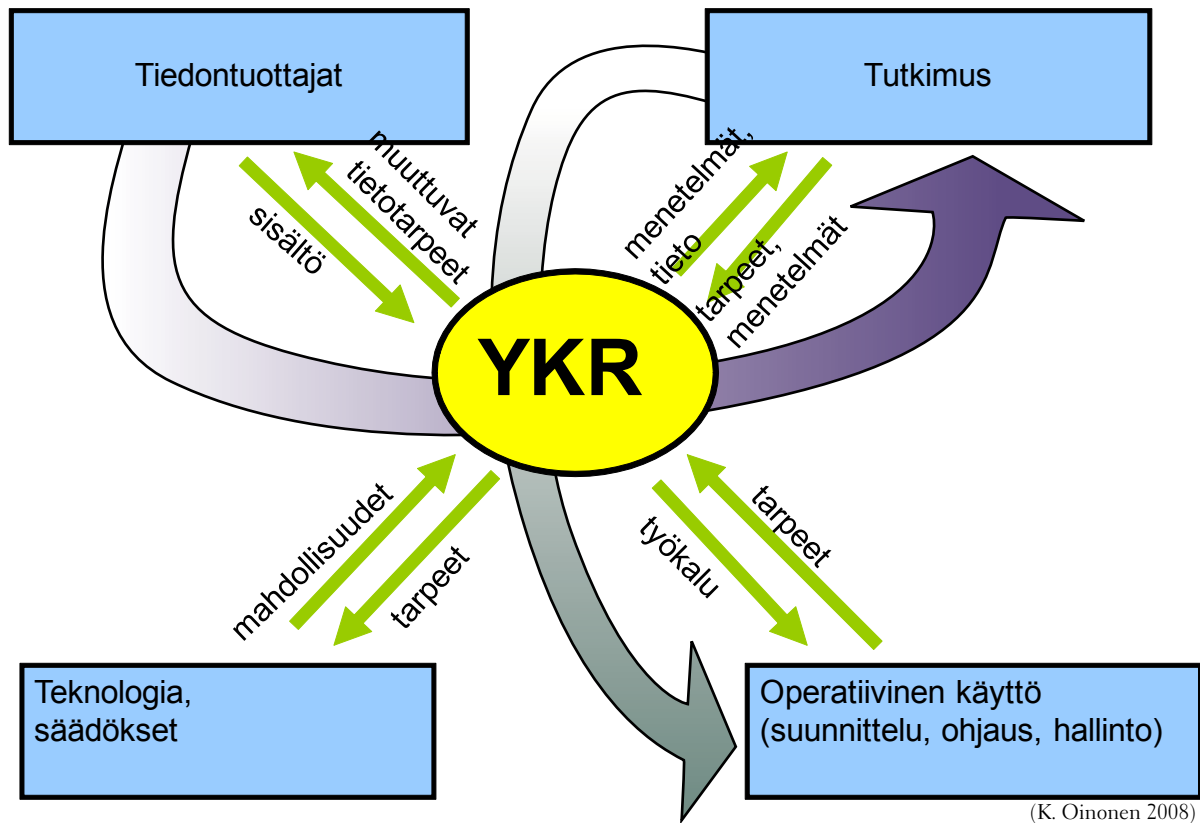 Tiedontuottajat
Tutkimus
muuttuvat
tietotarpeet
sisältö
menetelmät,
tieto
tarpeet,
menetelmät
YKR
mahdollisuudet
tarpeet
työkalu
tarpeet
Teknologia,
säädökset
Operatiivinen käyttö
(suunnittelu, ohjaus, hallinto)
(K. Oinonen 2008)